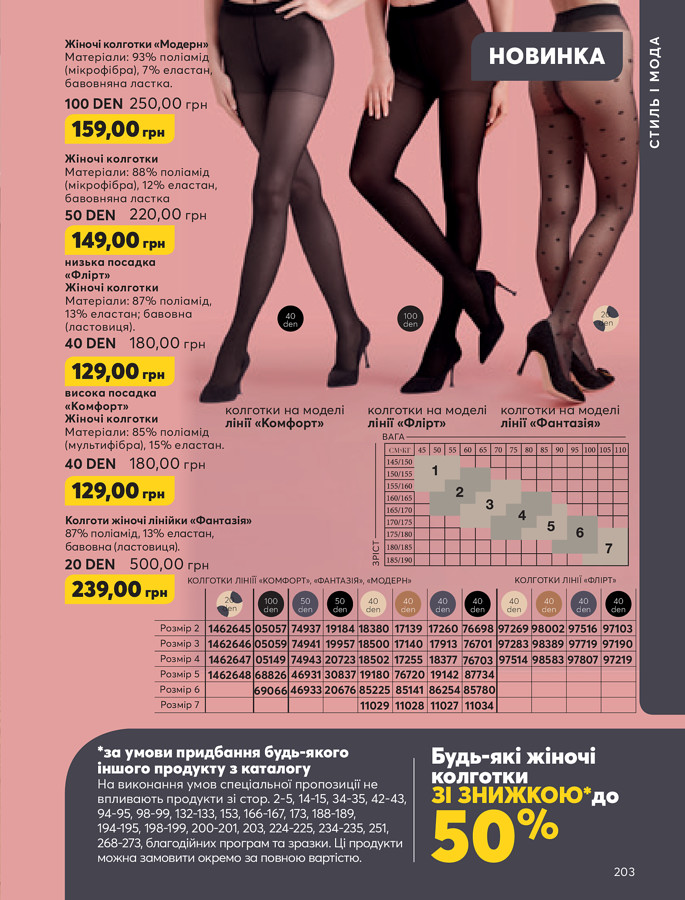 НОВИНКА
СТИЛЬ І МОДА
Жіночі колготки «Модерн»
Матеріали: 93% поліамід
(мікрофібра), 7% еластан,
бавовняна ластка.
100 DEN 250,00 грн
159,00 грн
Жіночі колготки
Матеріали: 88% поліамід
(мікрофібра), 12% еластан,
бавовняна ластка
50 DEN 220,00 грн
149,00 грн
низька посадка
«Флірт»
Жіночі колготки
Матеріали: 87% поліамід,
13% еластан; бавовна
(ластовиця).
40 DEN 180,00 грн
129,00 грн
висока посадка
«Комфорт»
Жіночі колготки
Матеріали: 85% поліамід
(мультифібра), 15% еластан.
40 DEN 180,00 грн
129,00 грн
Колготи жіночі лінійки «Фантазія»
87% поліамід, 13% еластан,
бавовна (ластовиця).
20 DEN 500,00 грн
239,00 грн
40 den
100 den
20 den
колготки на моделі
лінії «Комфорт»
колготки на моделі
лінії «Флірт»
колготки на моделі
лінії «Фантазія»
ВАГА
ЗРІСТ
СМ•КГ 45 50 55 60 65 70 75 80 85 90 95 100 105 110
145/150
150/155 1
155/160
160/165 2
165/170 3
170/175 4
175/180 5 6
180/185 7
185/190
КОЛГОТКИ ЛІНІЇ «КОМФОРТ», «ФАНТАЗІЯ», «МОДЕРН» КОЛГОТКИ ЛІНІЇ «ФЛІРТ»
20 den 100 den 50 den 50 den 40 den 40 den 40 den 40 den 40 den 40 den 40 den 40 den
Розмір 2 1462645 05057 74937 19184 18380 17139 17260 76698 97269 98002 97516 97103
Розмір 3 1462646 05059 74941 19957 18500 17140 17913 76701 97283 98389 97719 97190
Розмір 4 1462647 05149 74943 20723 18502 17255 18377 76703 97514 98583 97807 97219
Розмір 5 1462648 68826 46931 30837 19180 76720 19142 87734
Розмір 6 69066 46933 20676 85225 85141 86254 85780
Розмір 7 11029 11028 11027 11034
*за умови придбання будь-якого
іншого продукту з каталогу
На виконання умов спеціальної пропозиції не
впливають продукти зі стор. 2-5, 14-15, 34-35, 42-43,
94-95, 98-99, 132-133, 153, 166-167, 173, 188-189,
194-195, 198-199, 200-201, 203, 224-225, 234-235, 251,
268-273, благодійних програм та зразки. Ці продукти
можна замовити окремо за повною вартістю.
Будь-які жіночі
колготки
ЗІ ЗНИЖКОЮ* до
50%
203